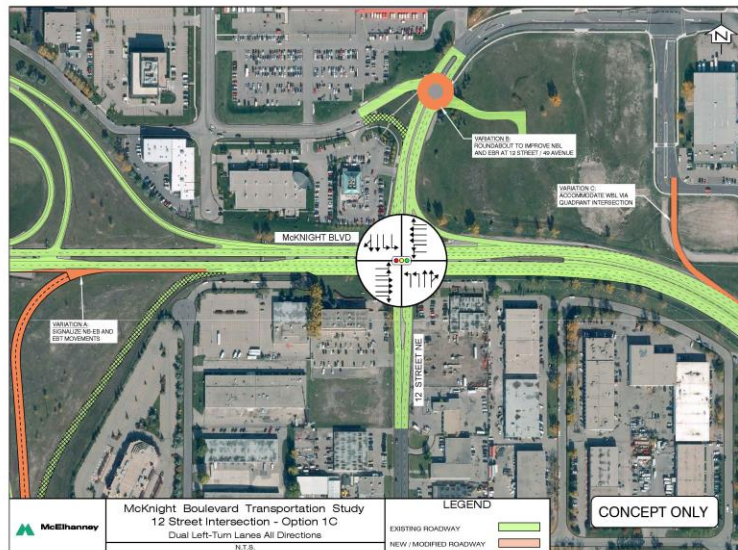 N
VARIATION B:
ROUNDABOUT TO IMPROVE NBL
AND EBR AT 12 STREET / 49 AVENUE
VARIATION C:
ACCOMMODATE WBL VIA
QUADRANT INTERSECTION
McKNIGHT BLVD
VARIATION A:
SIGNALIZE NB-EB AND
EBT MOVEMENTS
12 STREET NE
McElhanney
McKnight Boulevard Transportation Study
12 Street Intersection - Option 1C
Dual Left-Turn Lanes All Directions
N.T.S.
LEGEND
EXISTING ROADWAY
NEW / MODIFIED ROADWAY
CONCEPT ONLY